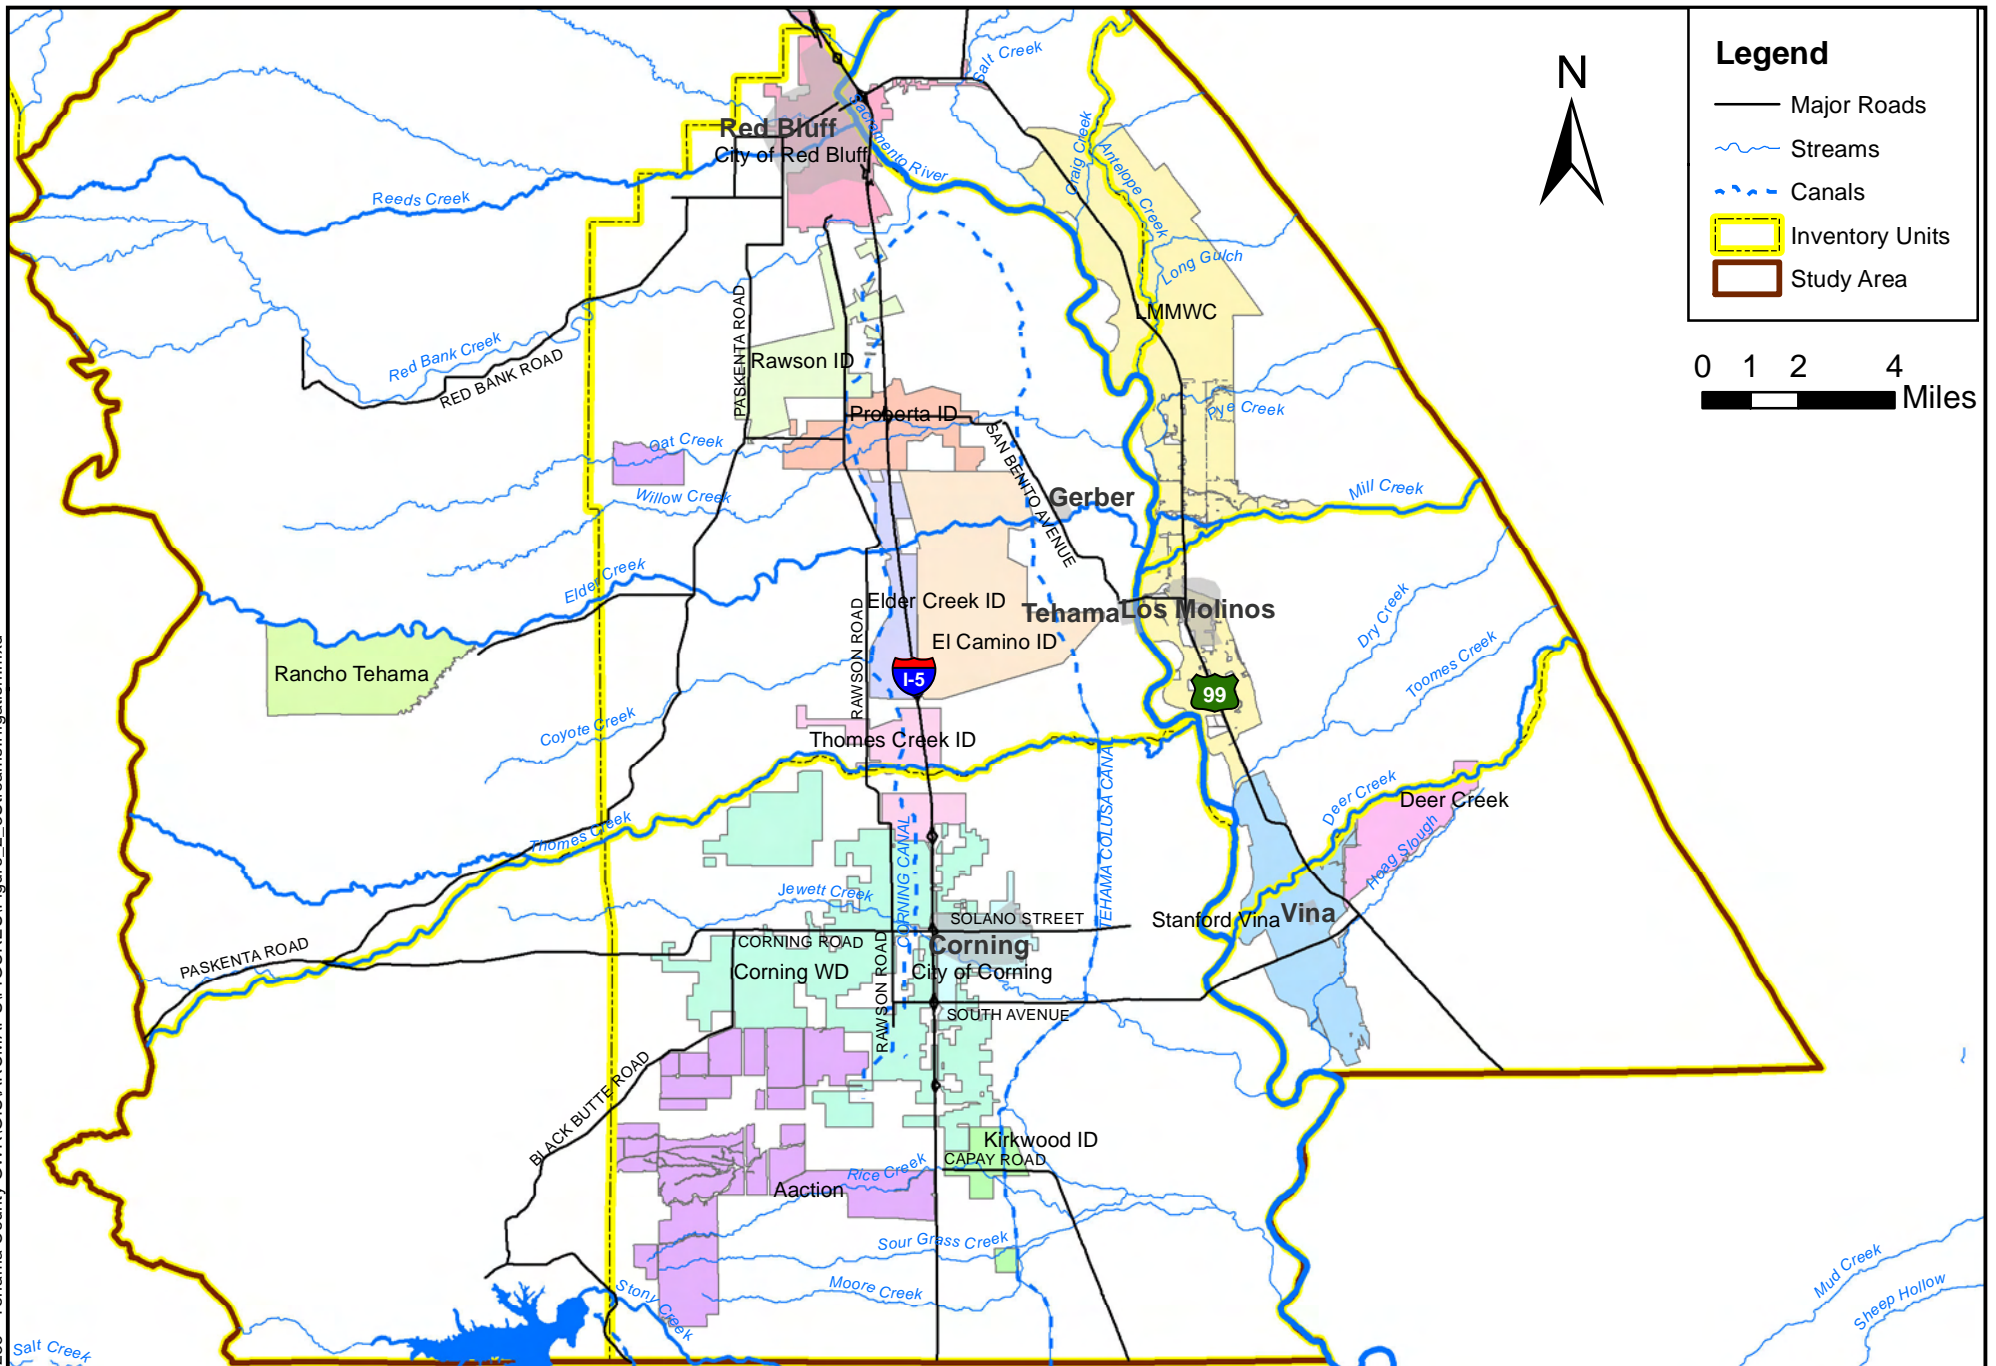 Legend
Major Roads
Streams
Canals
Inventory Units
Study Area
N
0 1 2 4
Miles
Salt Creek
Sacramento River
Red Bluff
City of Red Bluff
Craig Creek
Antelope Creek
Reeds Creek
Long Gulch
LMMWC
PASKENTA ROAD
Red Bank Creek
RED BANK ROAD
Rawson ID
Proberta ID
Pye Creek
Oat Creek
SAN BENITO AVENUE
Willow Creek
Gerber
Mill Creek
Elder Creek
Elder Creek ID
Tehama
Los Molinos
Dry Creek
RAWSON ROAD
El Camino ID
Toomes Creek
Rancho Tehama
I-5
99
Coyote Creek
Thomes Creek ID
TEHAMA COLUSA CANAL
Deer Creek
Deer Creek
Thomes Creek
CORNING CANAL
Hoag Slough
Jewett Creek
SOLANO STREET
Stanford Vina
Vina
CORNING ROAD
Corning
PASKENTA ROAD
Corning WD
City of Corning
RAWSON ROAD
SOUTH AVENUE
BLACK BUTTE ROAD
Kirkwood ID
CAPAY ROAD
Rice Creek
Aaction
Sour Grass Creek
Moore Creek
Stony Creek
Mud Creek
Sheep Hollow
Salt Creek